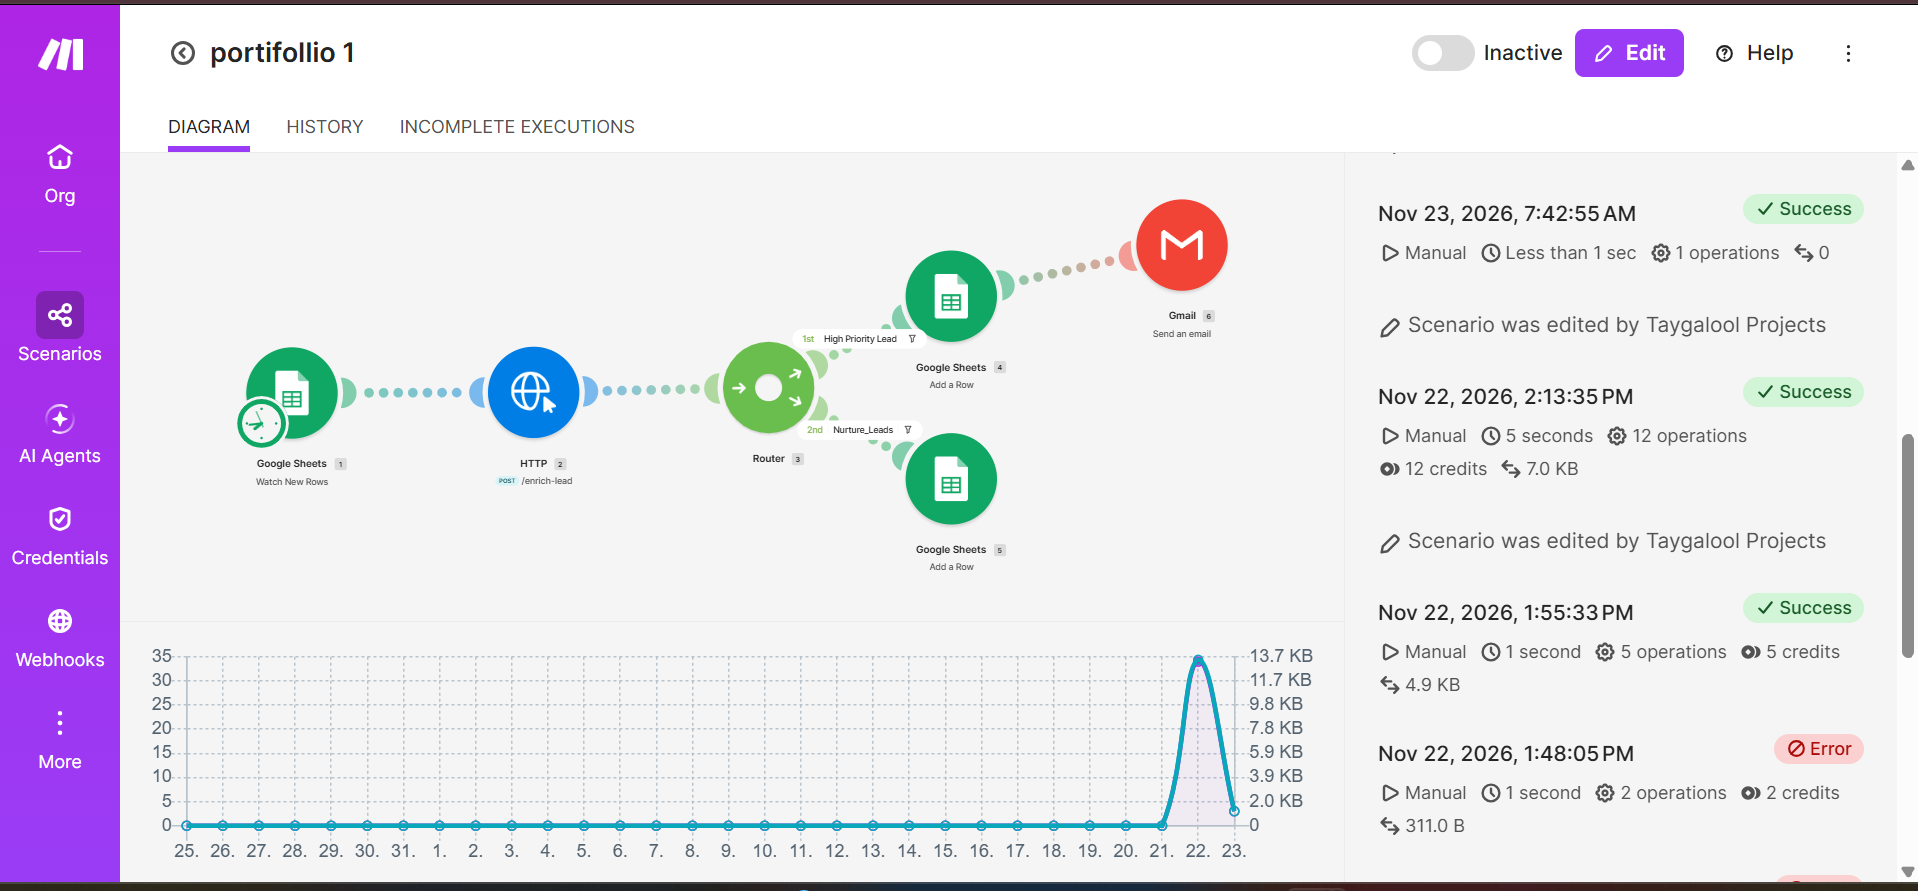 portifollio 1
Inactive
Edit
Help
DIAGRAM
HISTORY
INCOMPLETE EXECUTIONS
Org
Scenarios
AI Agents
Credentials
Webhooks
More
Google Sheets 1
Watch New Rows
HTTP 2
POST /enrich-lead
Router 3
1st High Priority Lead
2nd Nurture_Leads
Google Sheets 4
Add a Row
Gmail 6
Send an email
Google Sheets 5
Add a Row
35
30
25
20
15
10
5
0
13.7 KB
11.7 KB
9.8 KB
7.8 KB
5.9 KB
3.9 KB
2.0 KB
0
25. 26. 27. 28. 29. 30. 31. 1. 2. 3. 4. 5. 6. 7. 8. 9. 10. 11. 12. 13. 14. 15. 16. 17. 18. 19. 20. 21. 22. 23.
Nov 23, 2026, 7:42:55 AM
Success
Manual Less than 1 sec 1 operations 0
Scenario was edited by Taygalool Projects
Nov 22, 2026, 2:13:35 PM
Success
Manual 5 seconds 12 operations
12 credits 7.0 KB
Scenario was edited by Taygalool Projects
Nov 22, 2026, 1:55:33 PM
Success
Manual 1 second 5 operations 5 credits
4.9 KB
Nov 22, 2026, 1:48:05 PM
Error
Manual 1 second 2 operations 2 credits
311.0 B